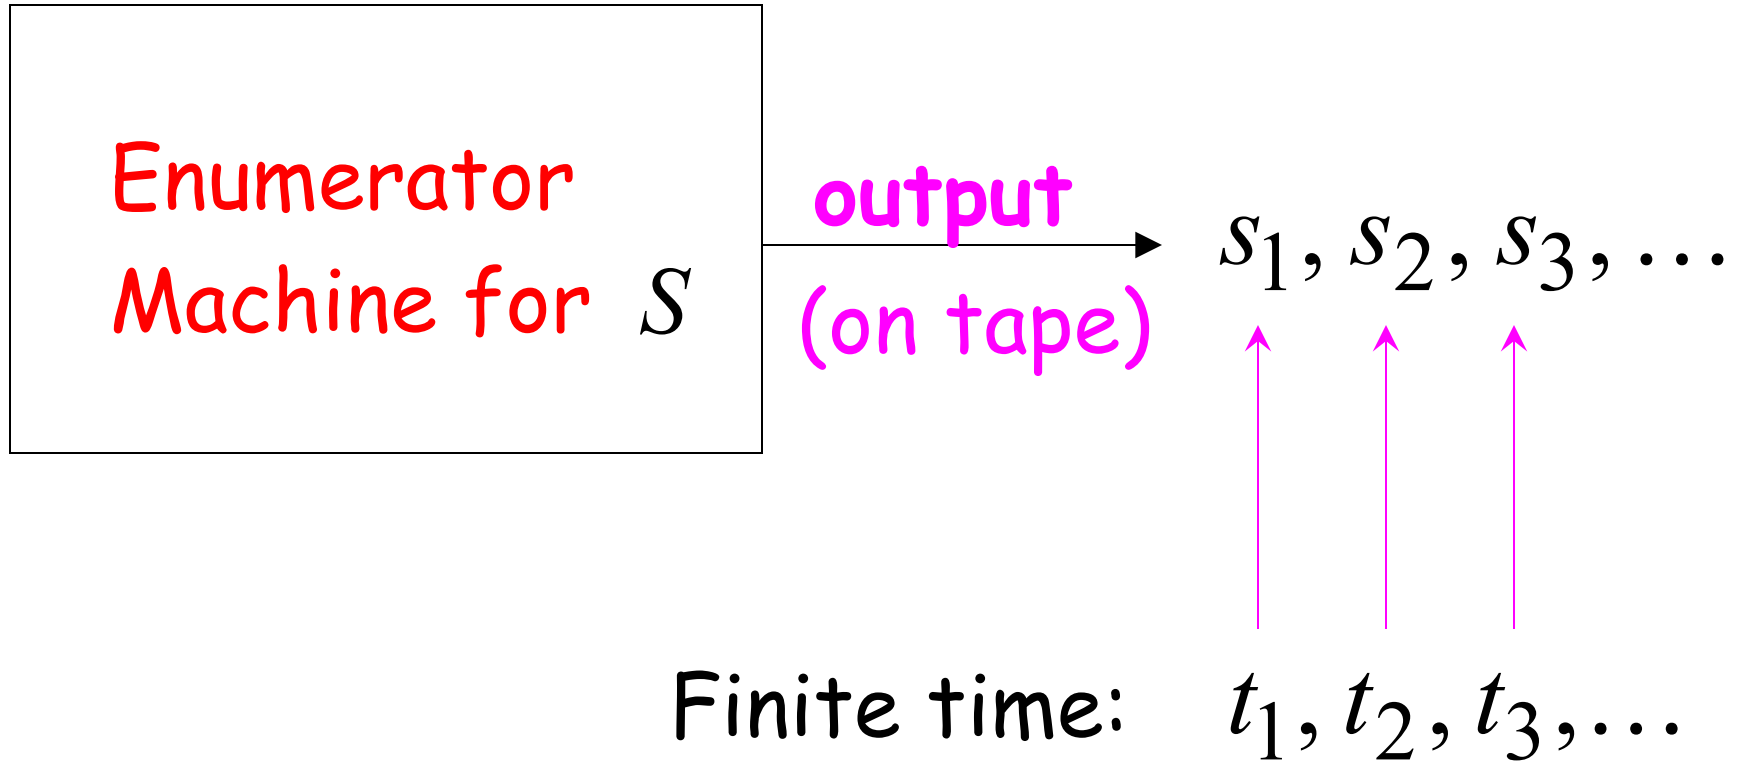 Enumerator
Machine for S
output
(on tape)
s₁, s₂, s₃, …
Finite time: t₁, t₂, t₃, …